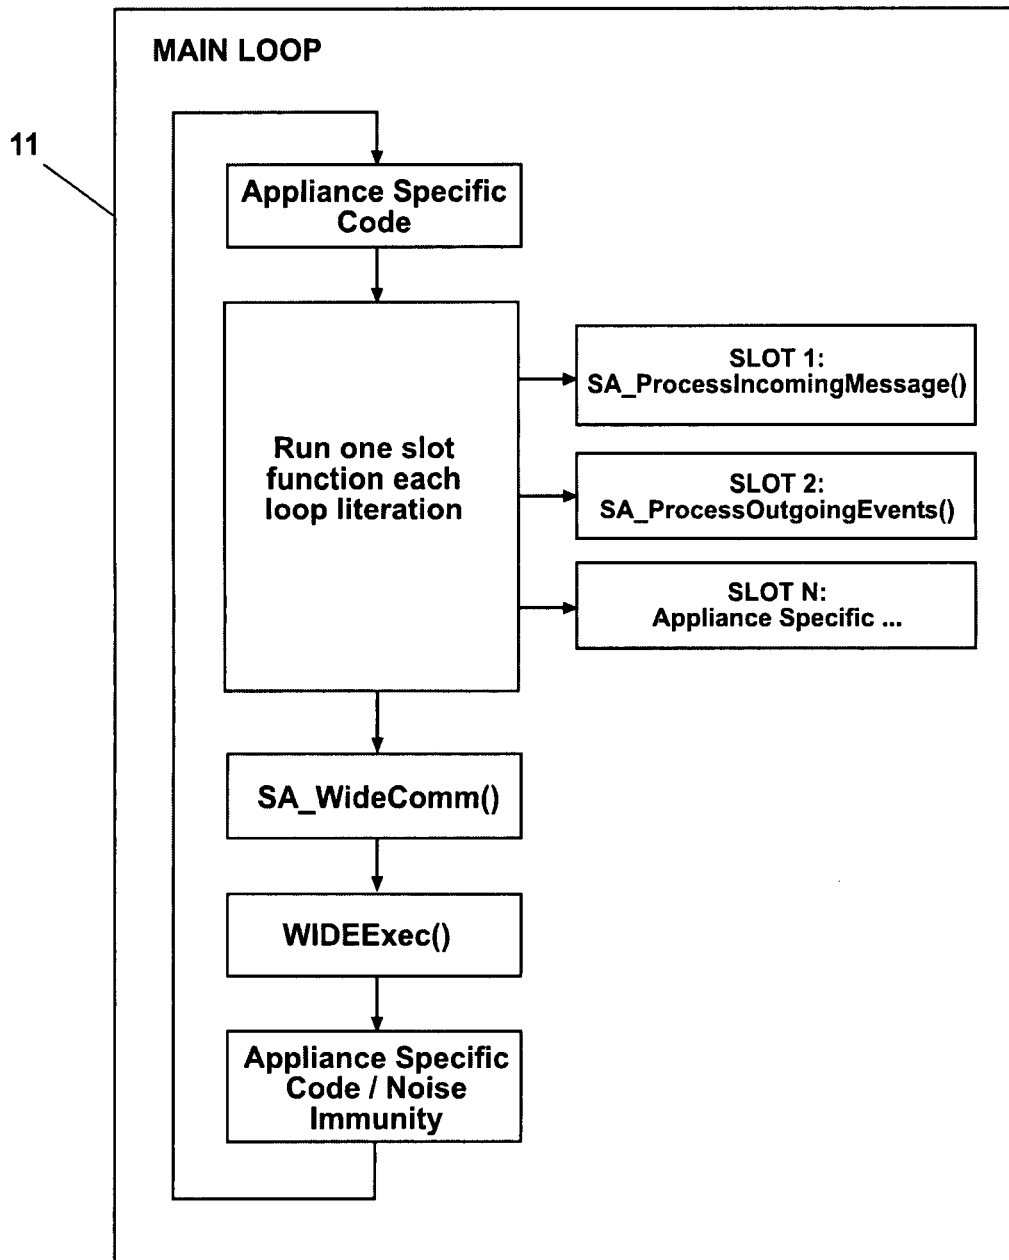 MAIN LOOP
11
Appliance Specific
Code
Run one slot
function each
loop literation
SLOT 1:
SA_ProcessIncomingMessage()
SLOT 2:
SA_ProcessOutgoingEvents()
SLOT N:
Appliance Specific ...
SA_WideComm()
WIDEExec()
Appliance Specific
Code / Noise
Immunity